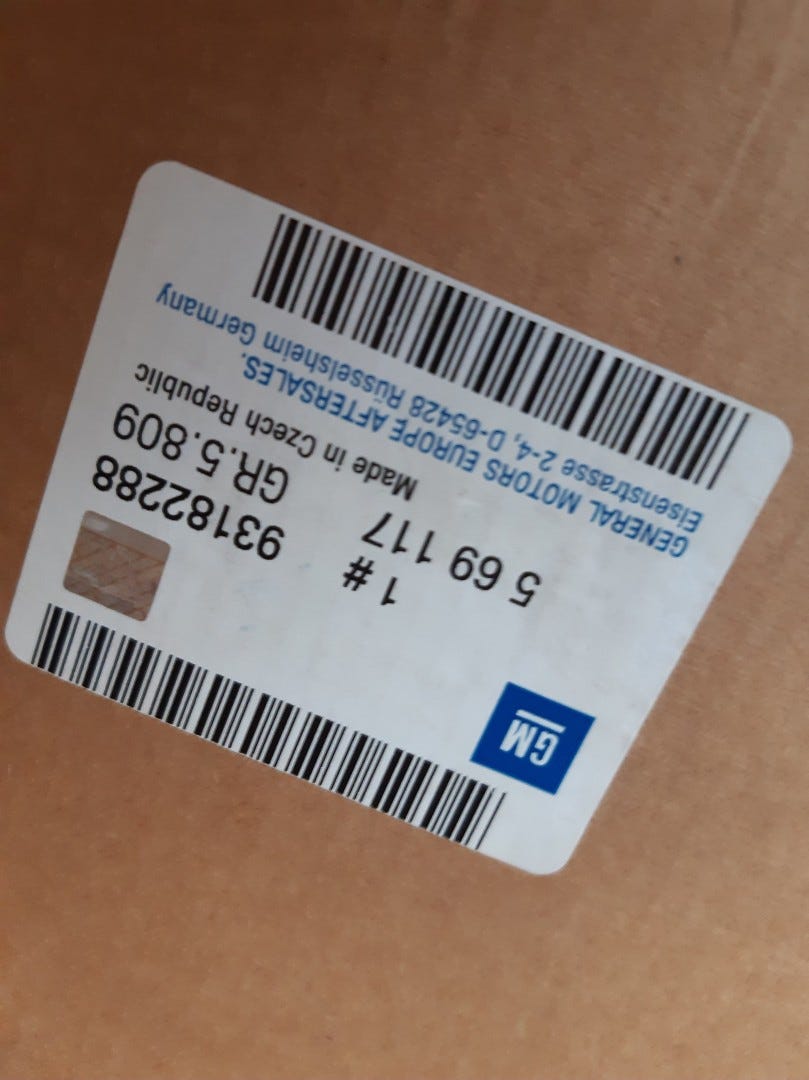 GM
1 #
93182288
5 69 117
GR.5.809
Made in Czech Republic
GENERAL MOTORS EUROPE AFTERSALES.
Eisenstrasse 2-4, D-65428 Rüsselsheim Germany